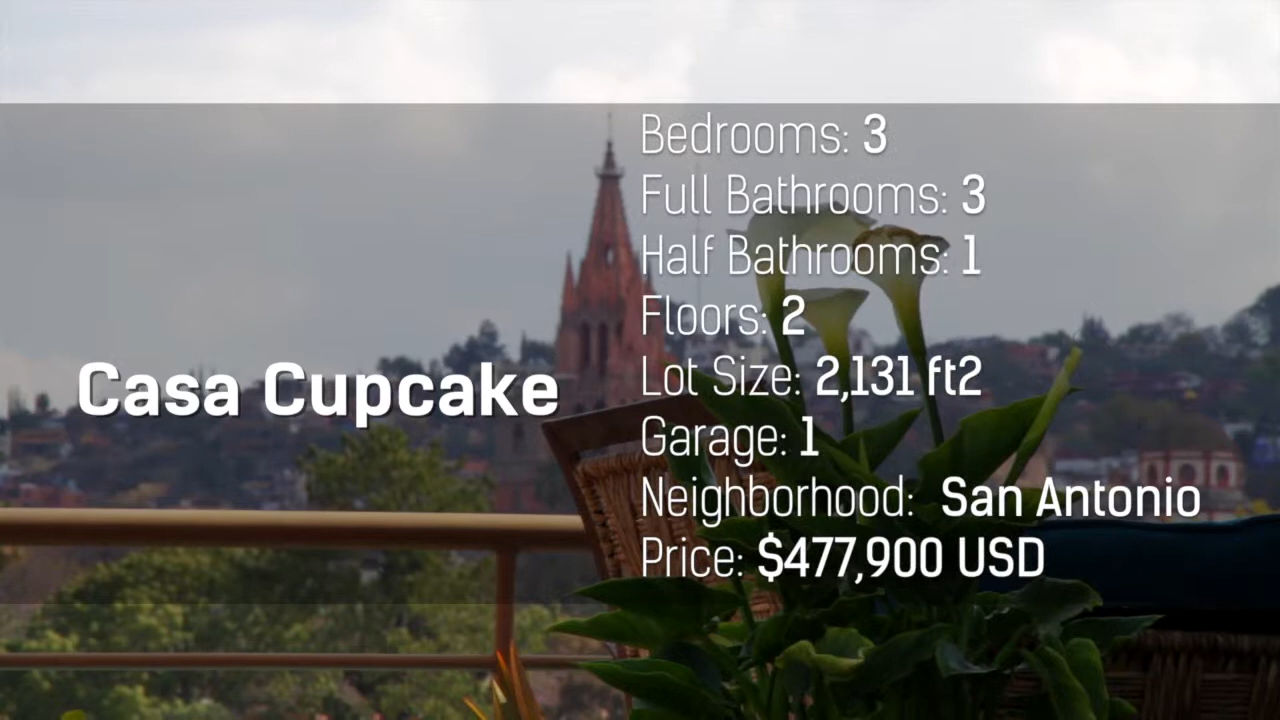 Casa Cupcake
Bedrooms: 3
Full Bathrooms: 3
Half Bathrooms: 1
Floors: 2
Lot Size: 2,131 ft2
Garage: 1
Neighborhood: San Antonio
Price: $477,900 USD